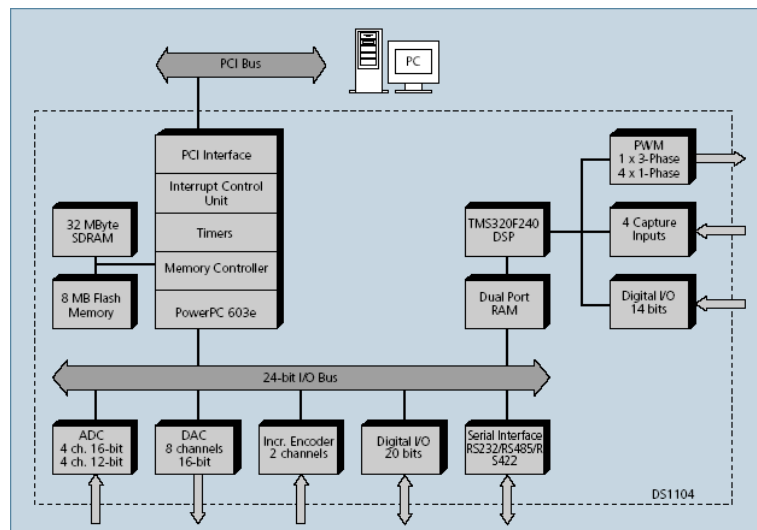 PCI Bus
PC
PCI Interface
Interrupt Control
Unit
Timers
Memory Controller
PowerPC 603e
32 MByte
SDRAM
8 MB Flash
Memory
TMS320F240
DSP
Dual Port
RAM
PWM
1 x 3-Phase
4 x 1-Phase
4 Capture
Inputs
Digital I/O
14 bits
24-bit I/O Bus
ADC
4 ch. 16-bit
4 ch. 12-bit
DAC
8 channels
16-bit
Incr. Encoder
2 channels
Digital I/O
20 bits
Serial Interface
RS232/RS485/R
S422
DS1104